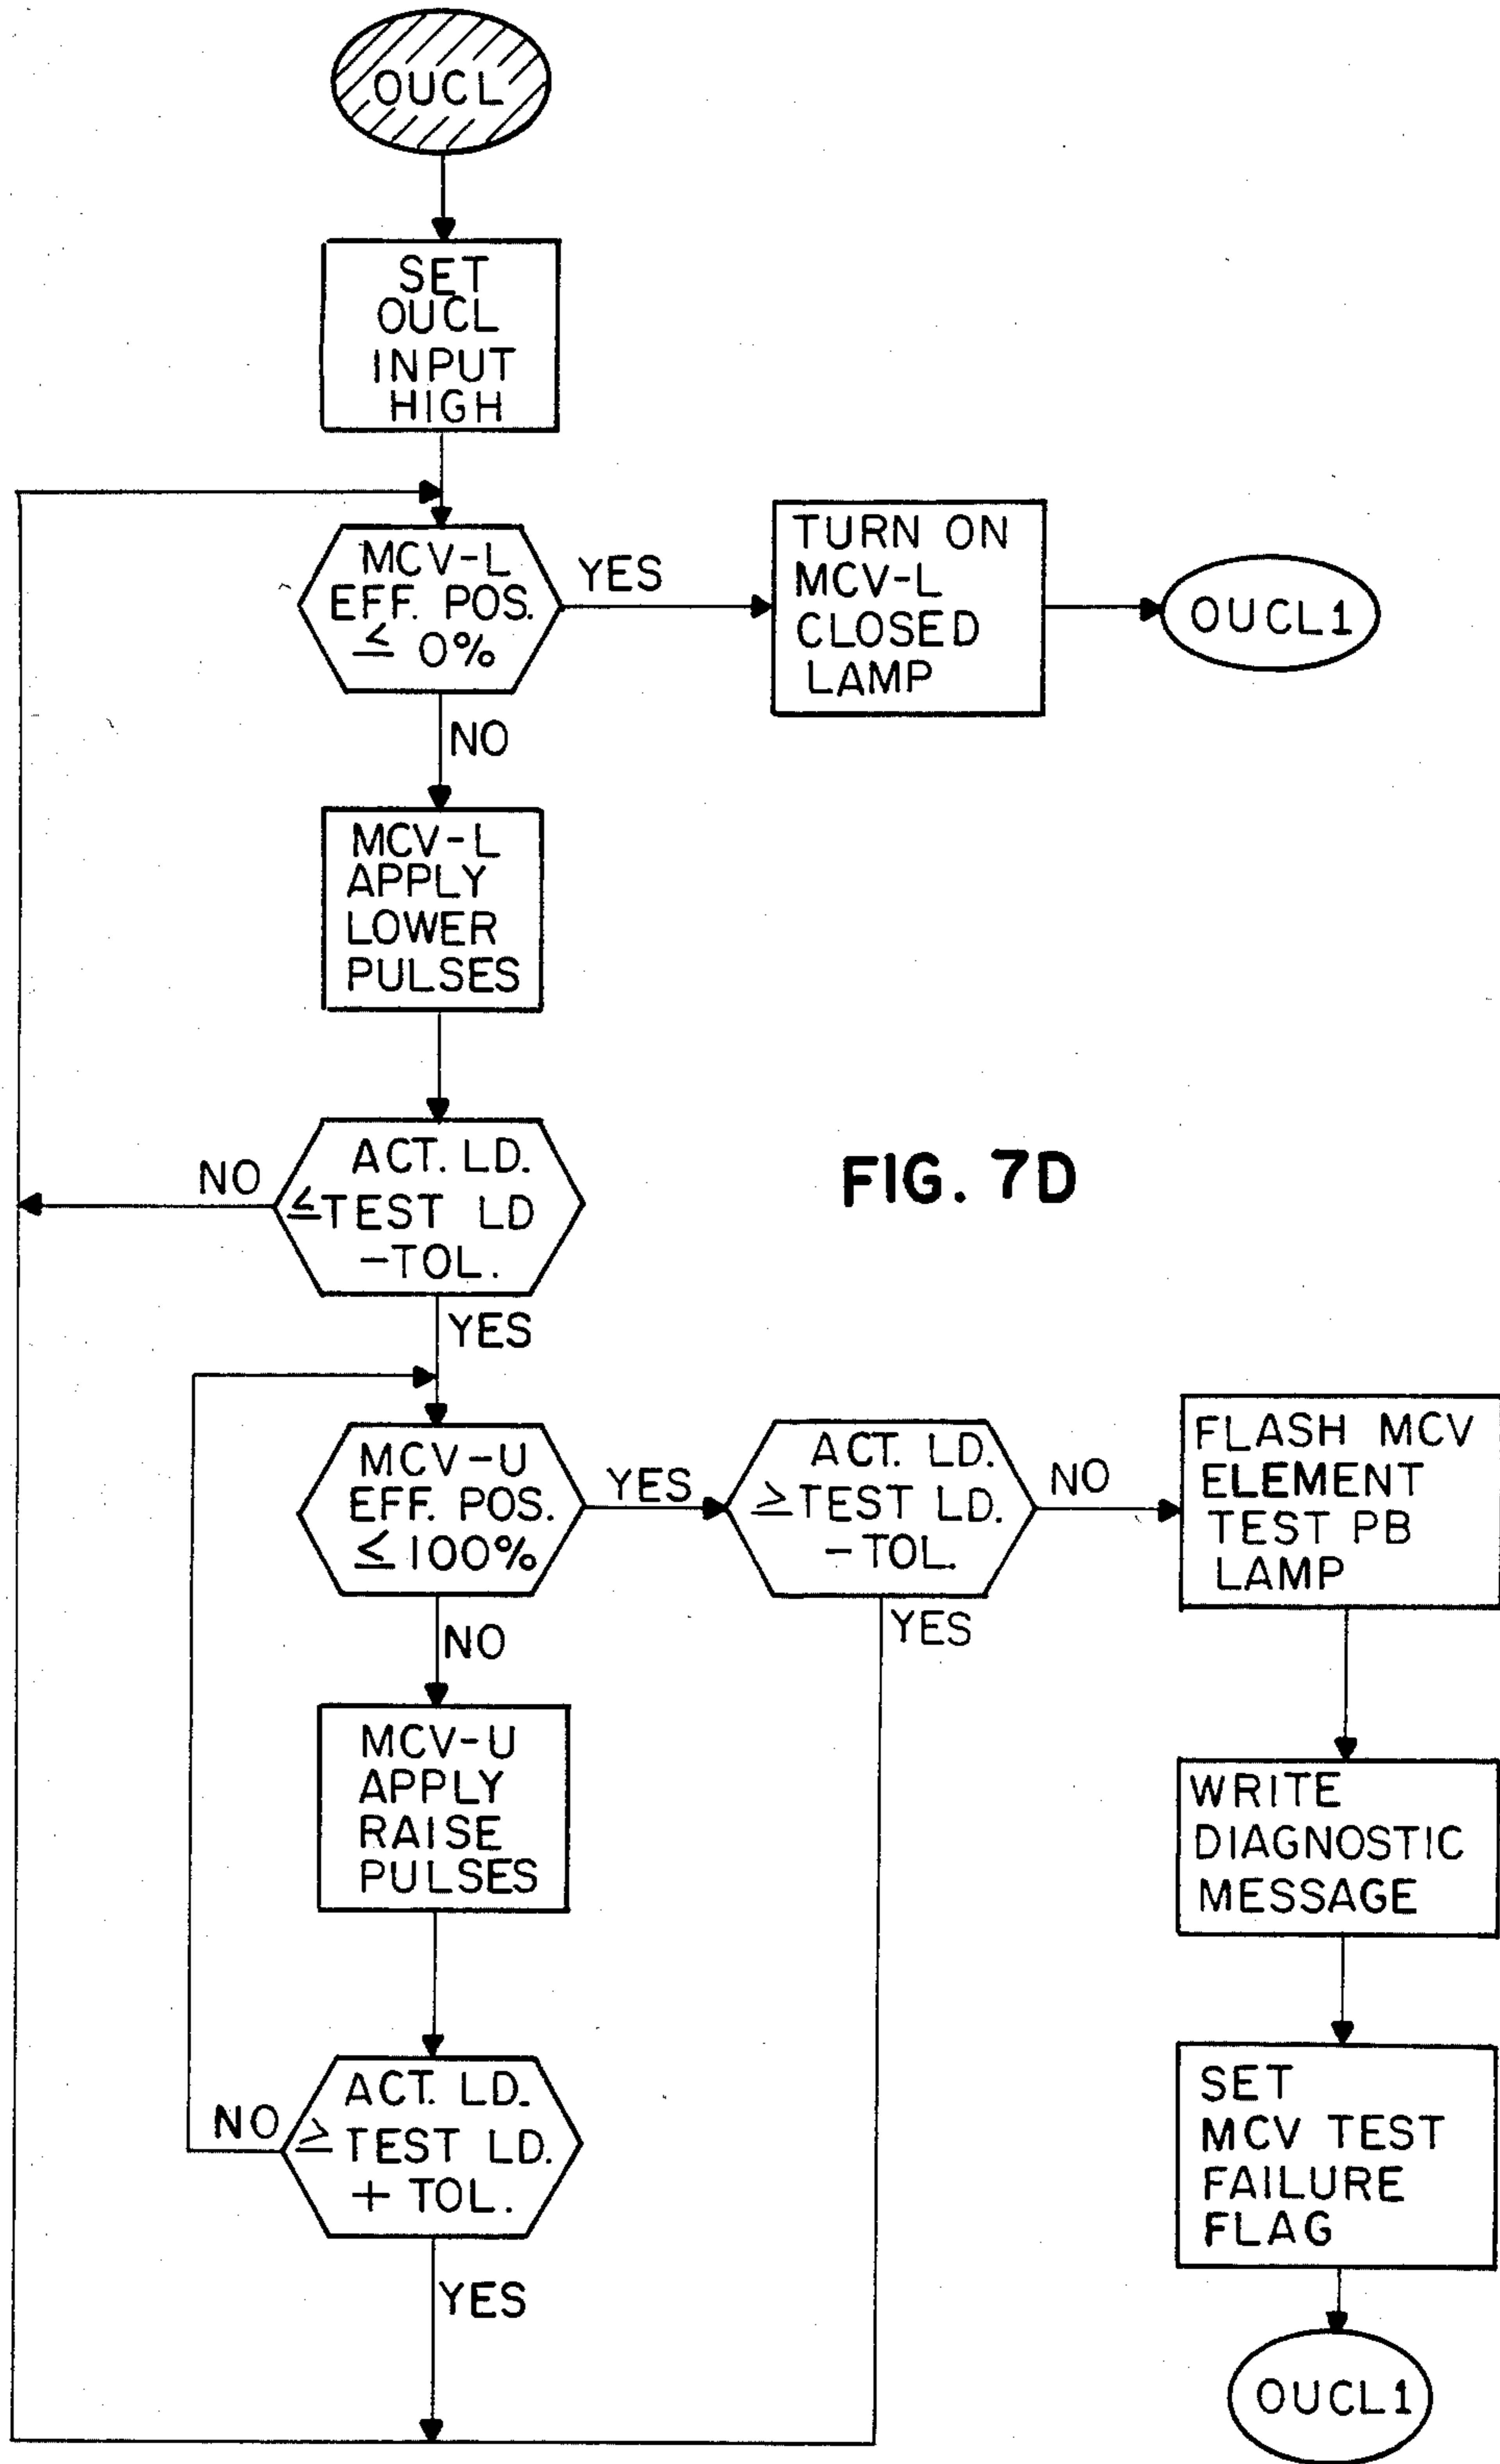 OUCL
SET
OUCL
INPUT
HIGH
MCV-L
EFF. POS.
≤ 0%
YES
TURN ON
MCV-L
CLOSED
LAMP
OUCL1
NO
MCV-L
APPLY
LOWER
PULSES
ACT. LD.
≤TEST LD
-TOL.
NO
YES
FIG. 7D
MCV-U
EFF. POS.
≤ 100%
YES
ACT. LD.
≥TEST LD.
-TOL.
NO
FLASH MCV
ELEMENT
TEST PB
LAMP
NO
YES
MCV-U
APPLY
RAISE
PULSES
WRITE
DIAGNOSTIC
MESSAGE
ACT. LD.
≥ TEST LD.
+ TOL.
NO
YES
SET
MCV TEST
FAILURE
FLAG
OUCL1